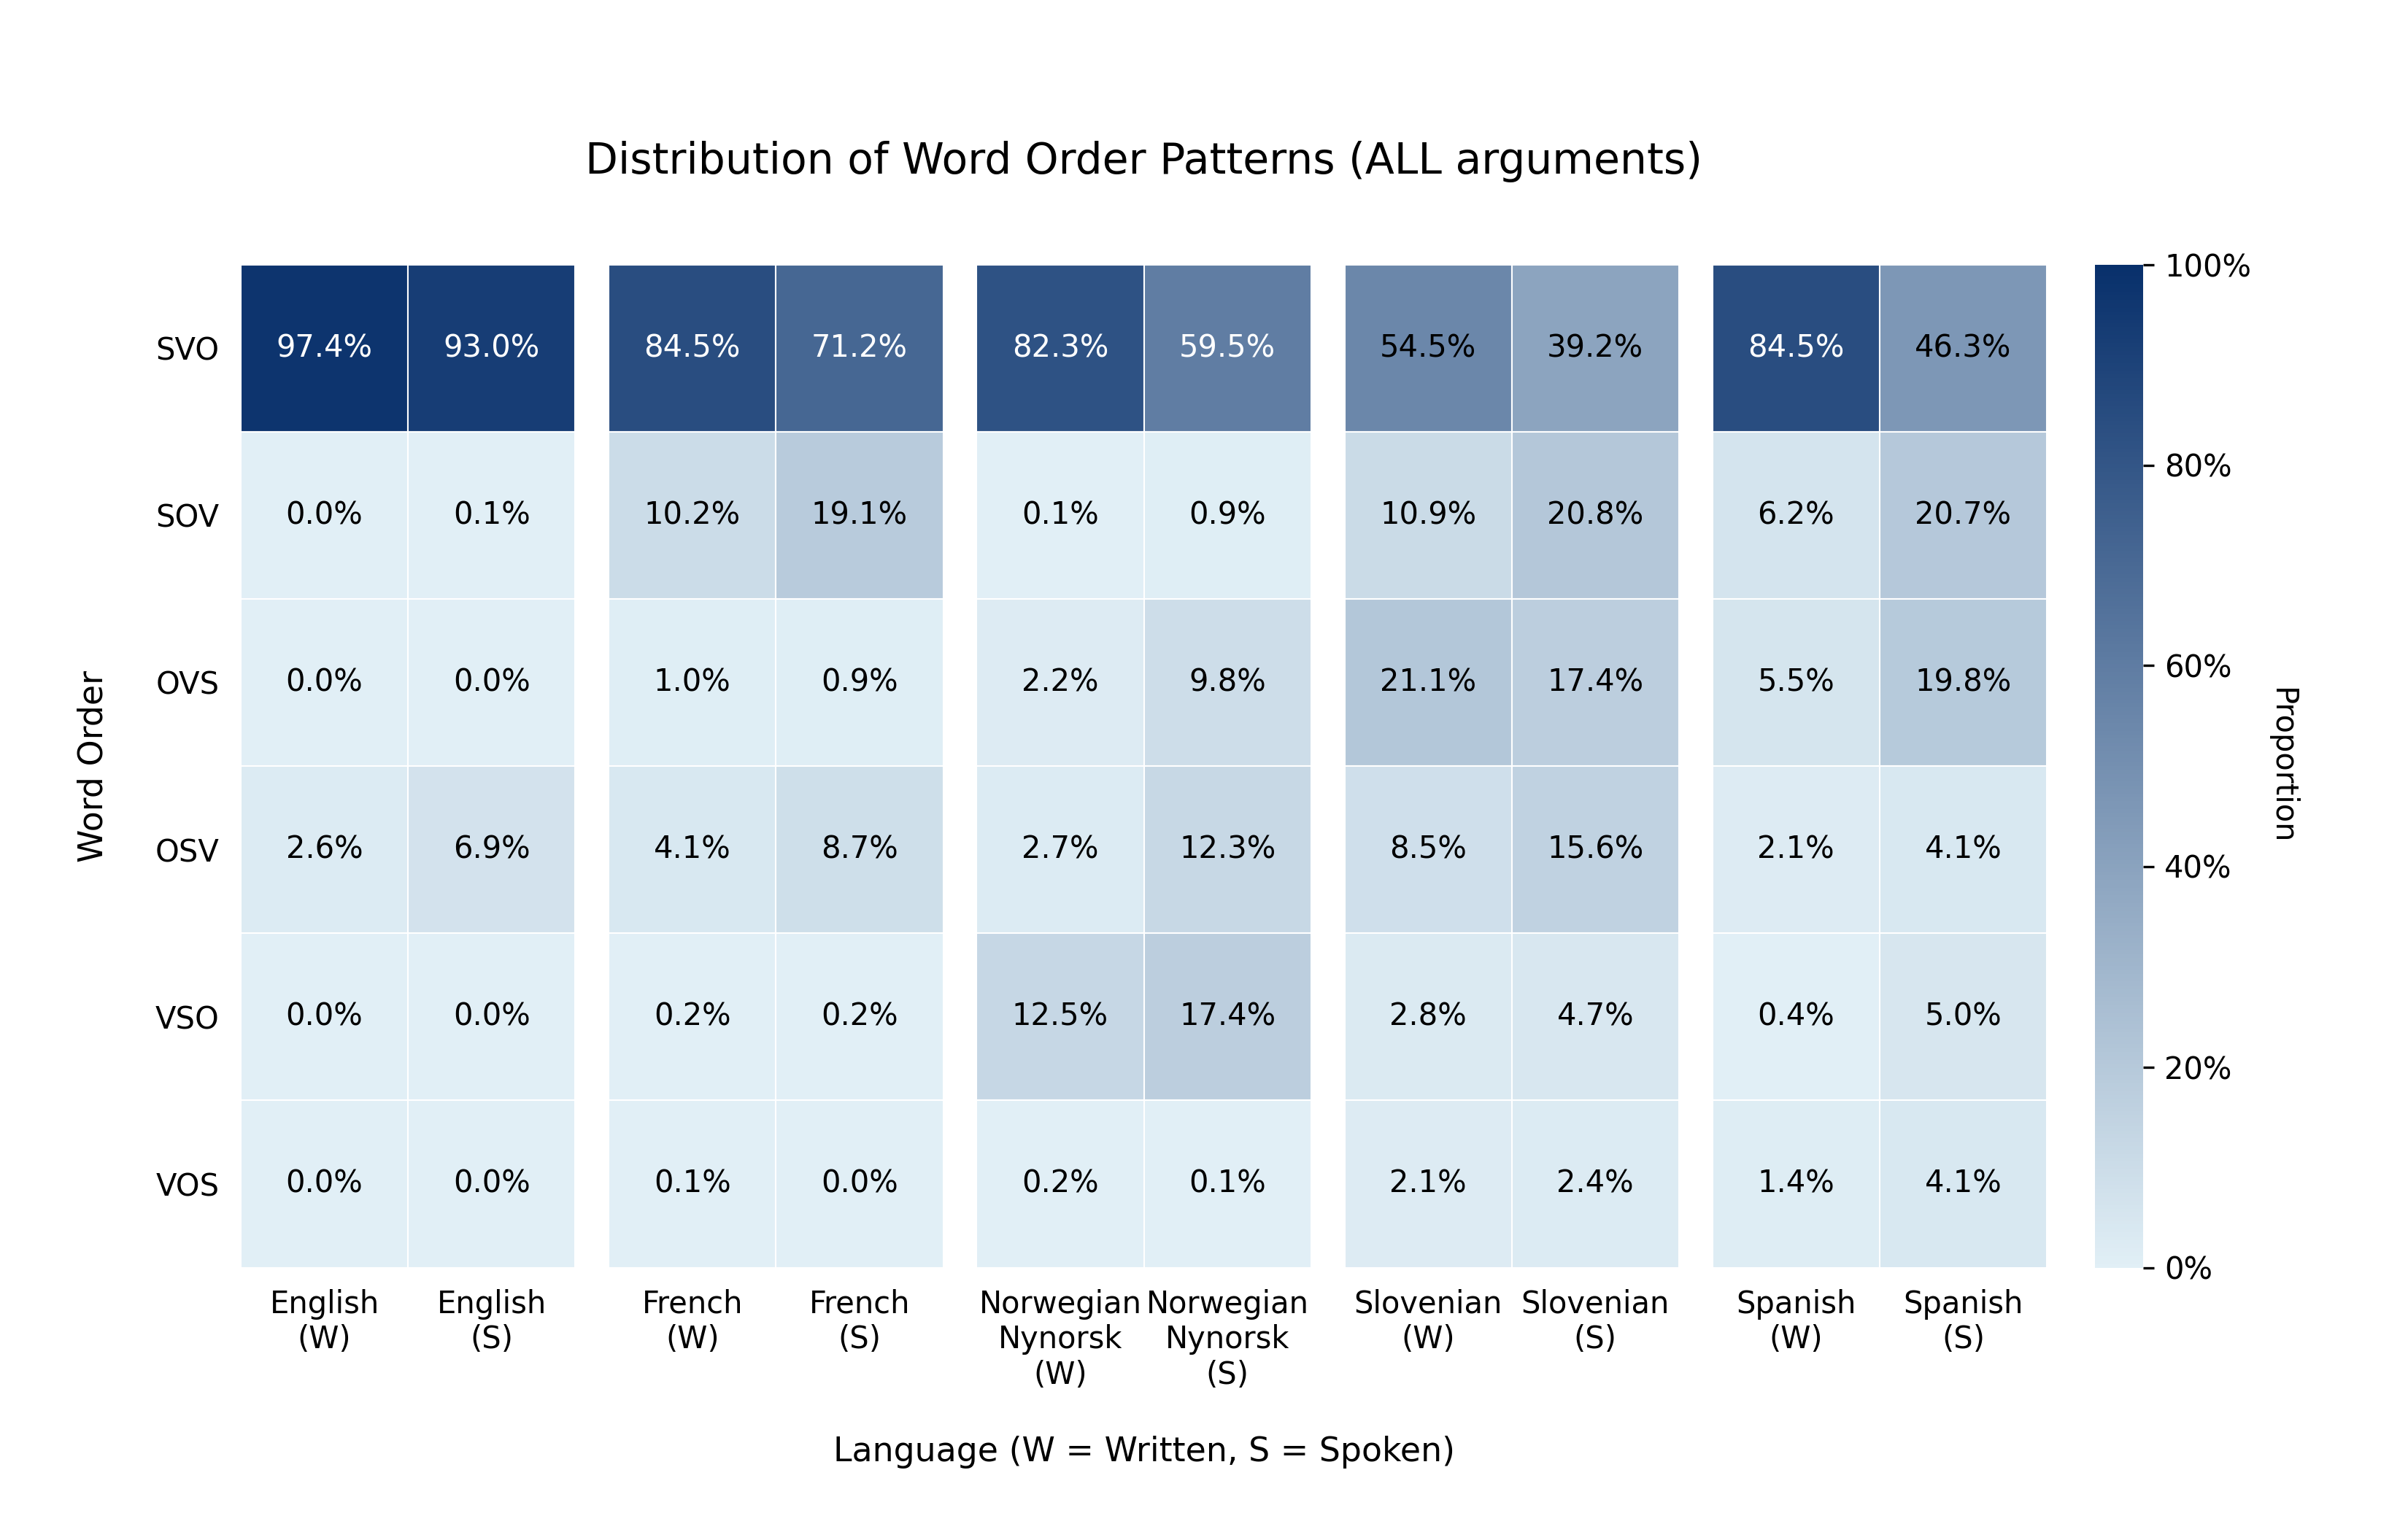 Distribution of Word Order Patterns (ALL arguments)
100%
SVO 97.4% 93.0% 84.5% 71.2% 82.3% 59.5% 54.5% 39.2% 84.5% 46.3%
80%
SOV 0.0% 0.1% 10.2% 19.1% 0.1% 0.9% 10.9% 20.8% 6.2% 20.7%
60%
OVS 0.0% 0.0% 1.0% 0.9% 2.2% 9.8% 21.1% 17.4% 5.5% 19.8%
Word Order
Proportion
OSV 2.6% 6.9% 4.1% 8.7% 2.7% 12.3% 8.5% 15.6% 2.1% 4.1%
40%
VSO 0.0% 0.0% 0.2% 0.2% 12.5% 17.4% 2.8% 4.7% 0.4% 5.0%
20%
VOS 0.0% 0.0% 0.1% 0.0% 0.2% 0.1% 2.1% 2.4% 1.4% 4.1%
0%
English English French French Norwegian Norwegian Slovenian Slovenian Spanish Spanish
(W) (S) (W) (S) Nynorsk Nynorsk (W) (S) (W) (S)
(W) (S)
Language (W = Written, S = Spoken)